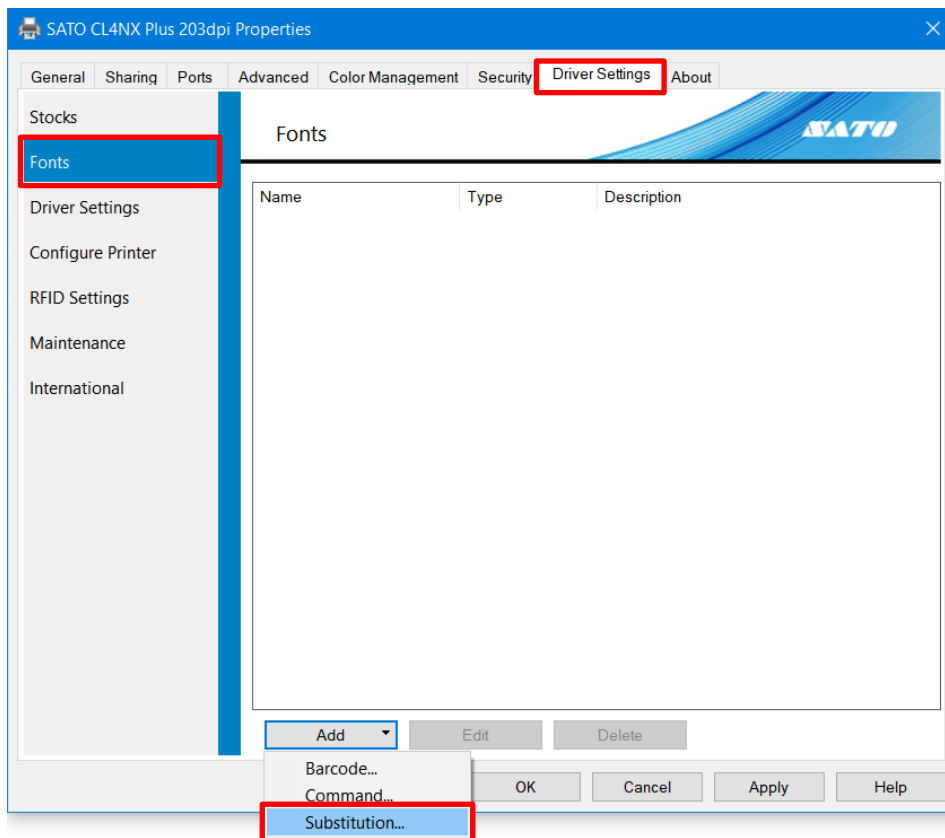 SATO CL4NX Plus 203dpi Properties
General Sharing Ports Advanced Color Management Security Driver Settings About
Stocks
Fonts
Driver Settings
Configure Printer
RFID Settings
Maintenance
International
Fonts
SATO
Name Type Description
Add Edit Delete
Barcode...
Command...
Substitution...
OK Cancel Apply Help